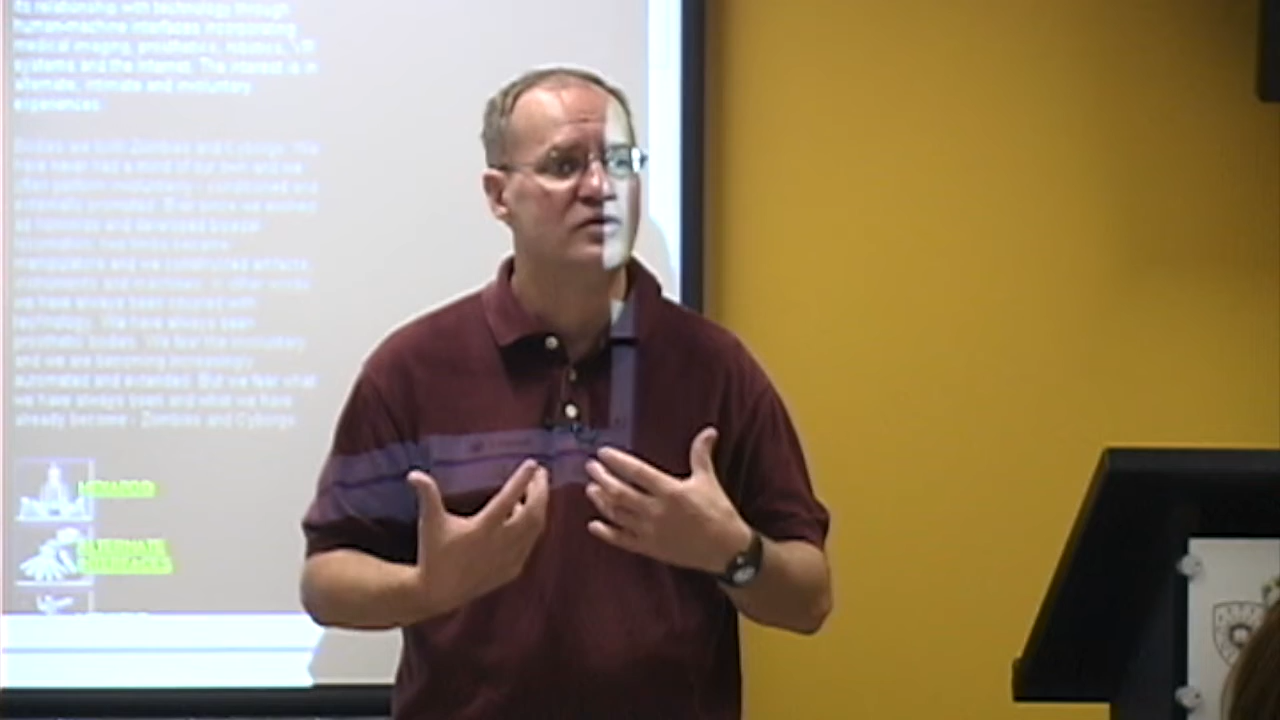 its relationship with technology through
human-machine interfaces incorporating
medical imaging, prosthetics, robotics, VR
systems and the internet. The interest is in
alternate, intimate and involuntary
experiences.
Bodies are both Zombies and Cyborgs. We
have never had a mind of our own and we
often perform involuntarily - conditioned and
externally prompted. Ever since we evolved
as hominids and developed bipedal
locomotion, two limbs became
manipulators and we constructed artifacts,
instruments and machines. In other words
we have always been coupled with
technology. We have always been
prosthetic bodies. We fear the involuntary
and we are becoming increasingly
automated and extended. But we fear what
we have always been and what we have
already become - Zombies and Cyborgs.
ALTERNATE
INTERFACES